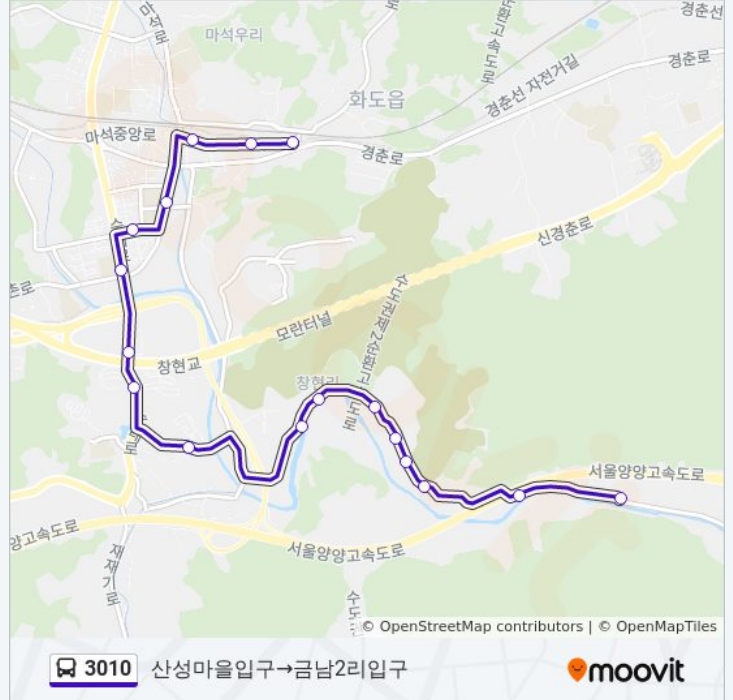 마석로
마석우리
로
순환고속도로
경춘선
경춘로
화도읍
경춘선 자전거길
마석중앙로
경춘로
신경춘로
춘로
수도권제2순환고
도로
모란터널
창현교
창현리
서울양양고속도로
양고속도로
서울양양고속도로
재재기로
수도
© OpenStreetMap contributors | © OpenMapTiles
3010 산성마을입구→금남2리입구
moovit